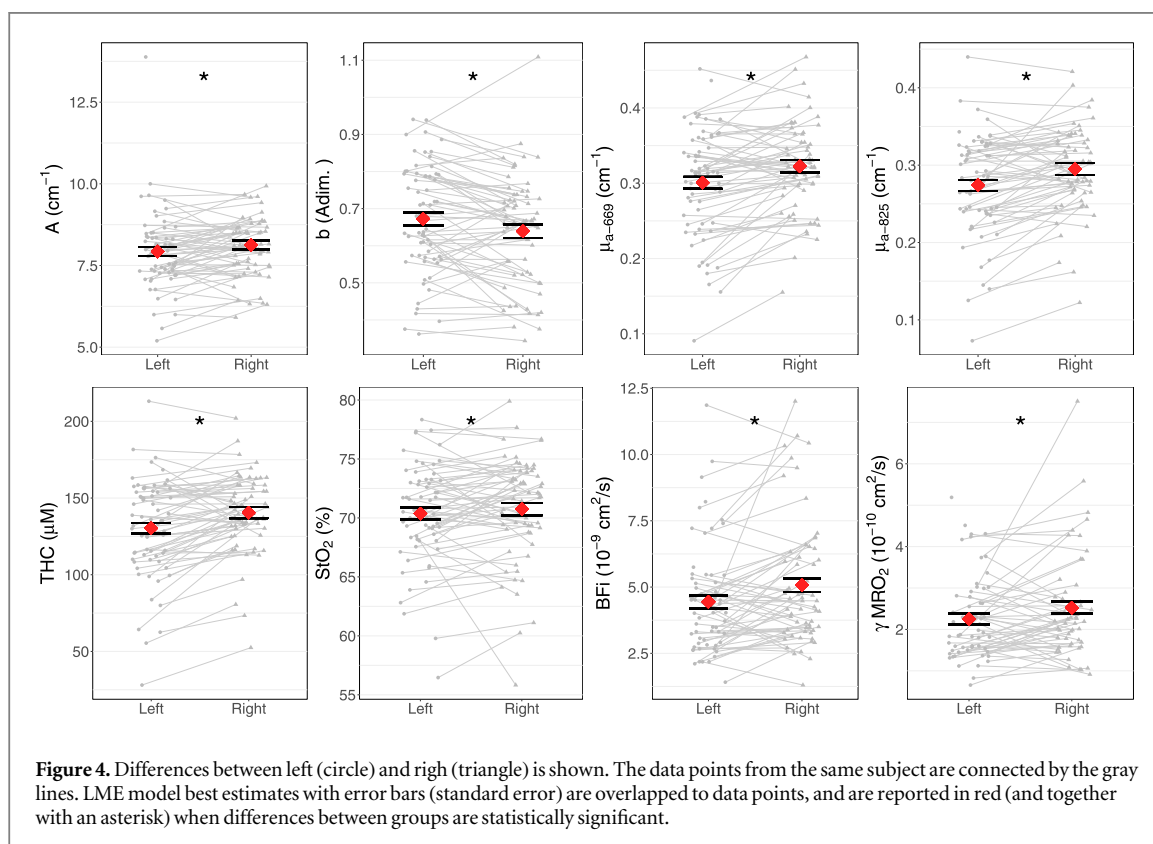 A (cm⁻¹)
12.5
10.0
7.5
5.0
*
Left Right
b (Adim.)
1.1
0.9
0.7
0.5
*
Left Right
μa−669 (cm⁻¹)
0.4
0.3
0.2
0.1
*
Left Right
μa−825 (cm⁻¹)
0.4
0.3
0.2
0.1
*
Left Right
THC (μM)
200
150
100
50
*
Left Right
StO₂ (%)
80
75
70
65
60
55
*
Left Right
BFi (10⁻⁹ cm²/s)
12.5
10.0
7.5
5.0
2.5
*
Left Right
γ MRO₂ (10⁻¹⁰ cm²/s)
6
4
2
*
Left Right
Figure 4. Differences between left (circle) and righ (triangle) is shown. The data points from the same subject are connected by the gray
lines. LME model best estimates with error bars (standard error) are overlapped to data points, and are reported in red (and together
with an asterisk) when differences between groups are statistically significant.